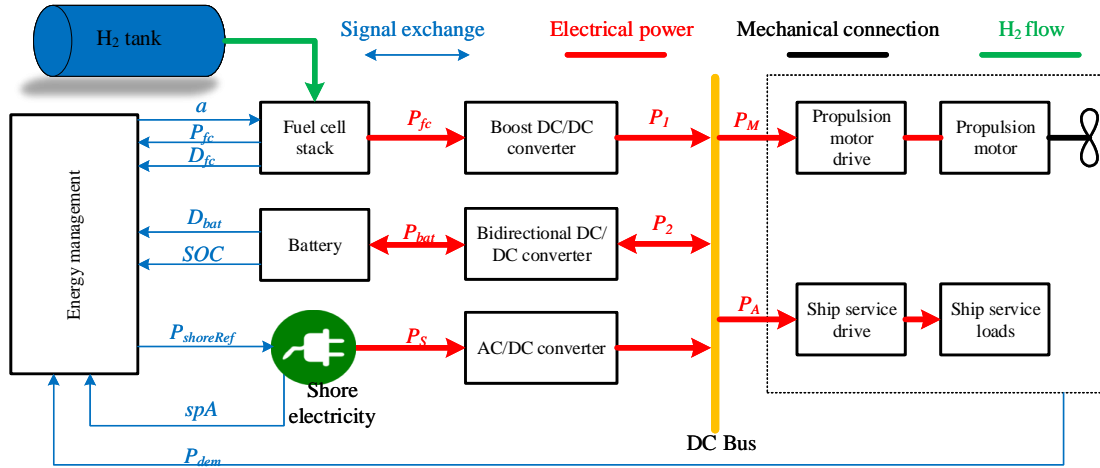 H2 tank
Signal exchange
Electrical power
Mechanical connection
H2 flow
Energy management
a
Pfc
Dfc
Fuel cell
stack
Pfc
Boost DC/DC
converter
P1
PM
Propulsion
motor
drive
Propulsion
motor
Dbat
SOC
Battery
Pbat
Bidirectional DC/
DC converter
P2
PshoreRef
PS
AC/DC converter
PA
Ship service
drive
Ship service
loads
Shore
electricity
spA
DC Bus
Pdem